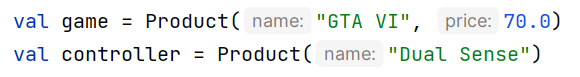 val game = Product( name: "GTA VI", price: 70.0)
val controller = Product( name: "Dual Sense")